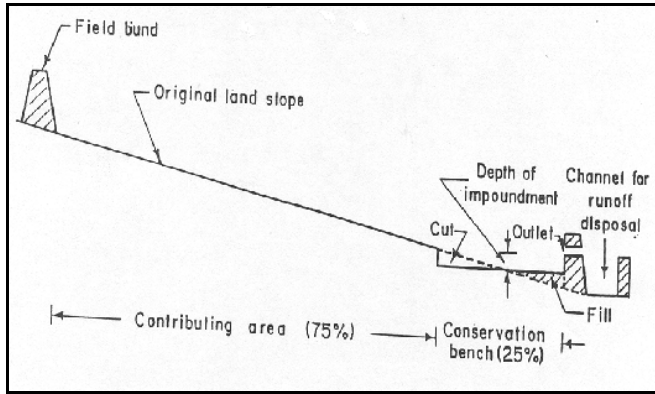 Field bund
Original land slope
Depth of
impoundment
Channel for
runoff
disposal
Cut
Outlet
Fill
Contributing area (75%)
Conservation
bench (25%)